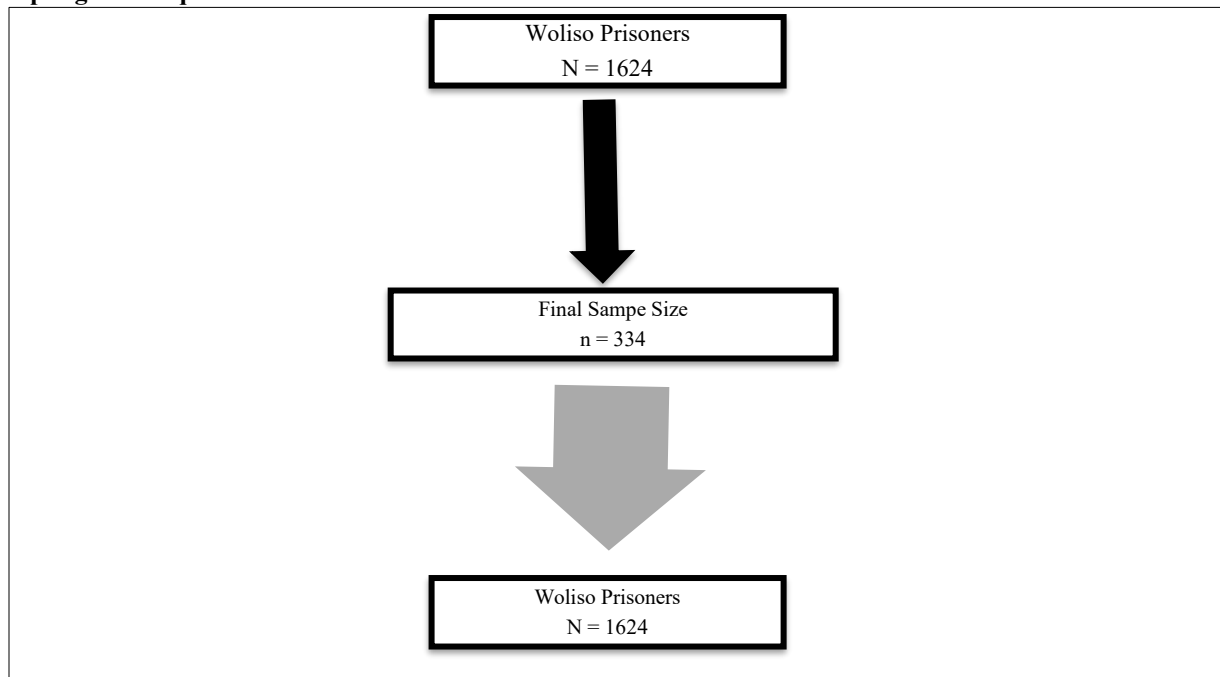 Woliso Prisoners
N = 1624
Final Sampe Size
n = 334
Woliso Prisoners
N = 1624